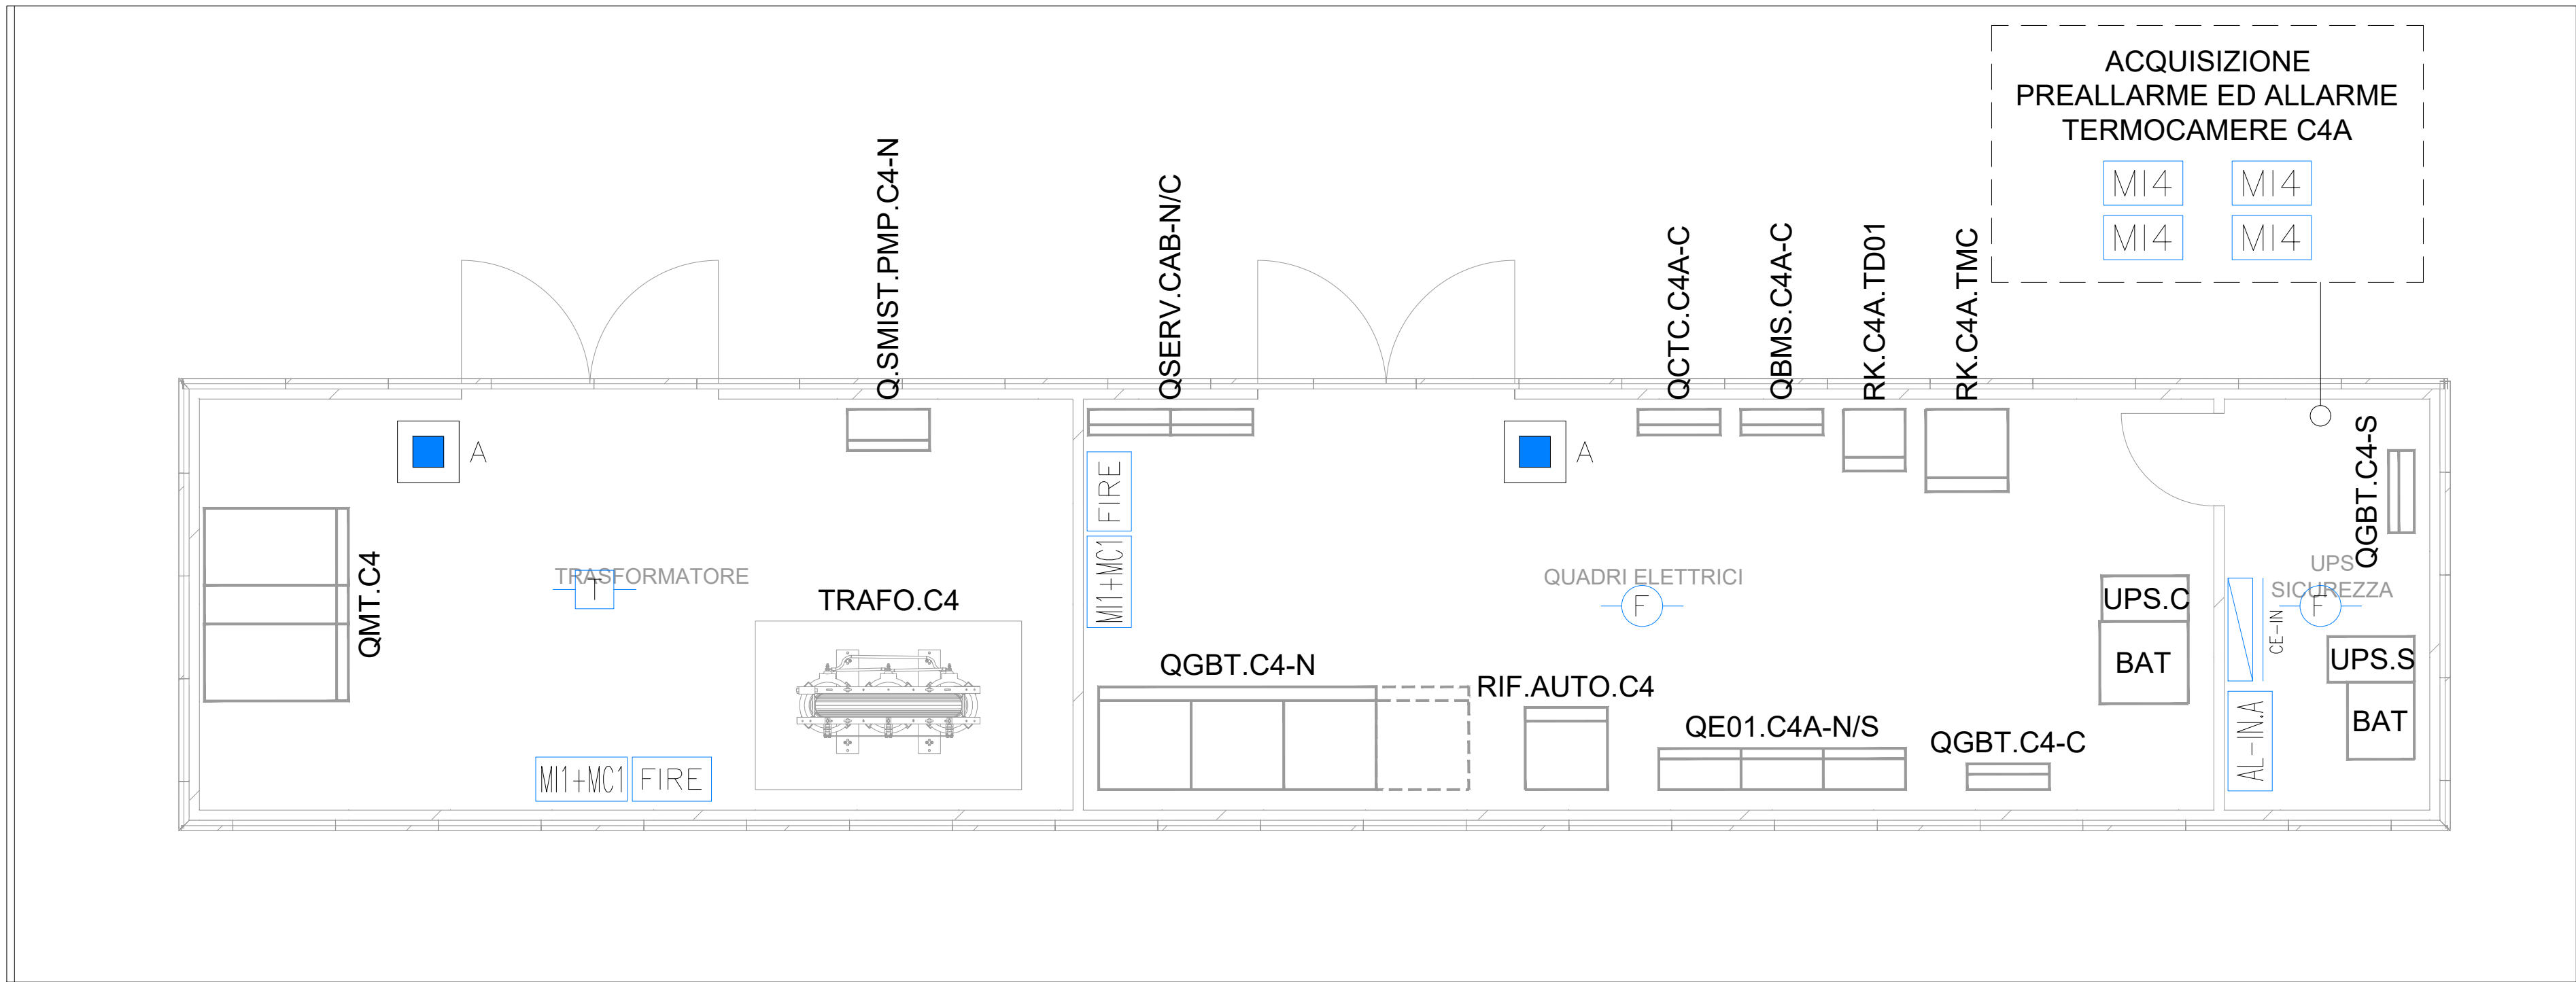 ACQUISIZIONE
PREALLARME ED ALLARME
TERMOCAMERE C4A
MI4 MI4
MI4 MI4
Q.SMIST.PMP.C4-N
QSERV.CAB-N/C
QCTC.C4A-C
QBMS.C4A-C
RK.C4A.TD01
RK.C4A.TMC
A
A
QGBT.C4-S
FIRE
MI1+MC1
QMT.C4
TRASFORMATORE
T
TRAFO.C4
QUADRI ELETTRICI
F
UPS
SICUREZZA
F
UPS.C
BAT
CE-IN
UPS.S
BAT
AL-IN.A
QGBT.C4-N
RIF.AUTO.C4
QE01.C4A-N/S
QGBT.C4-C
MI1+MC1 FIRE